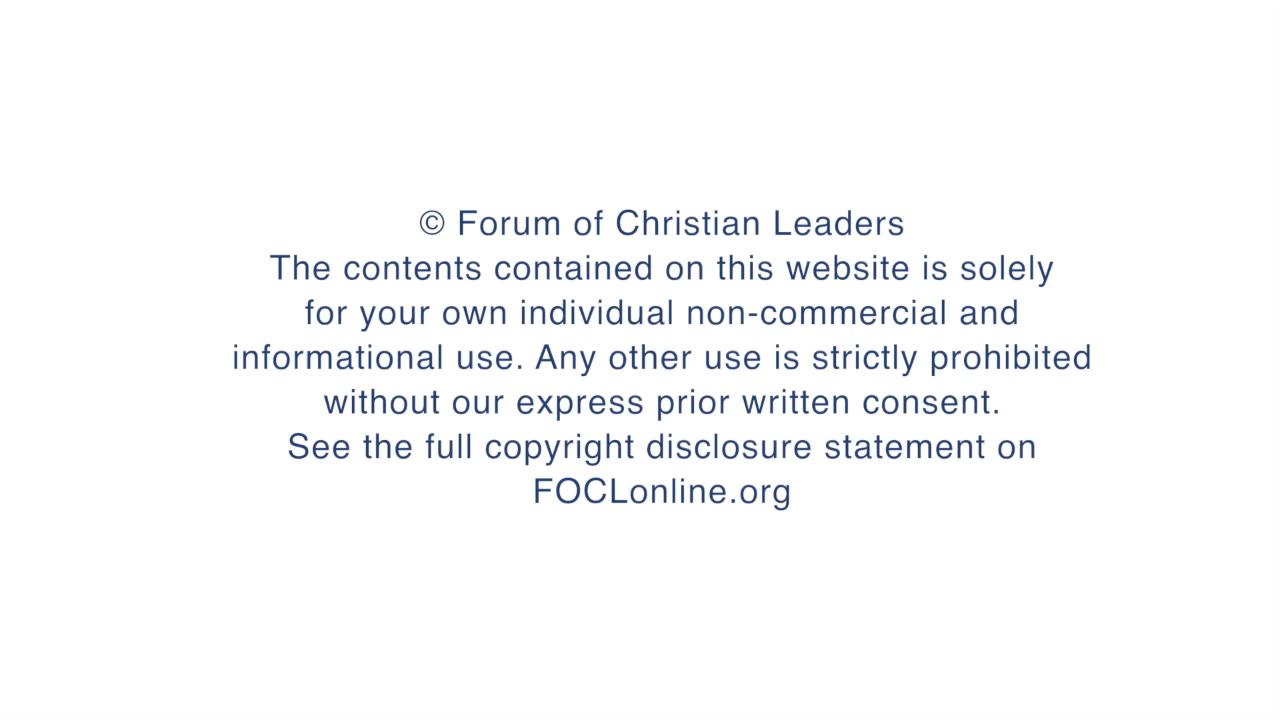 © Forum of Christian Leaders
The contents contained on this website is solely
for your own individual non-commercial and
informational use. Any other use is strictly prohibited
without our express prior written consent.
See the full copyright disclosure statement on
FOCLonline.org